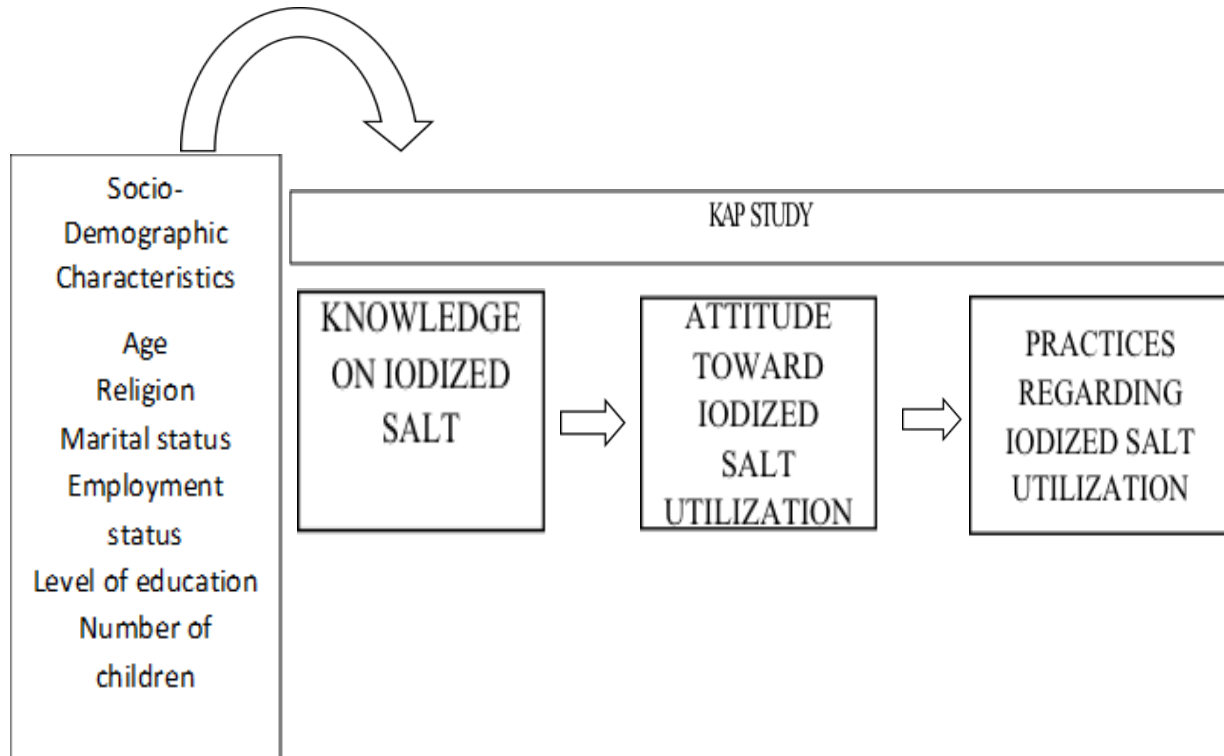 Socio-
Demographic
Characteristics
Age
Religion
Marital status
Employment
status
Level of education
Number of
children
KAP STUDY
KNOWLEDGE
ON IODIZED
SALT
ATTITUDE
TOWARD
IODIZED
SALT
UTILIZATION
PRACTICES
REGARDING
IODIZED SALT
UTILIZATION